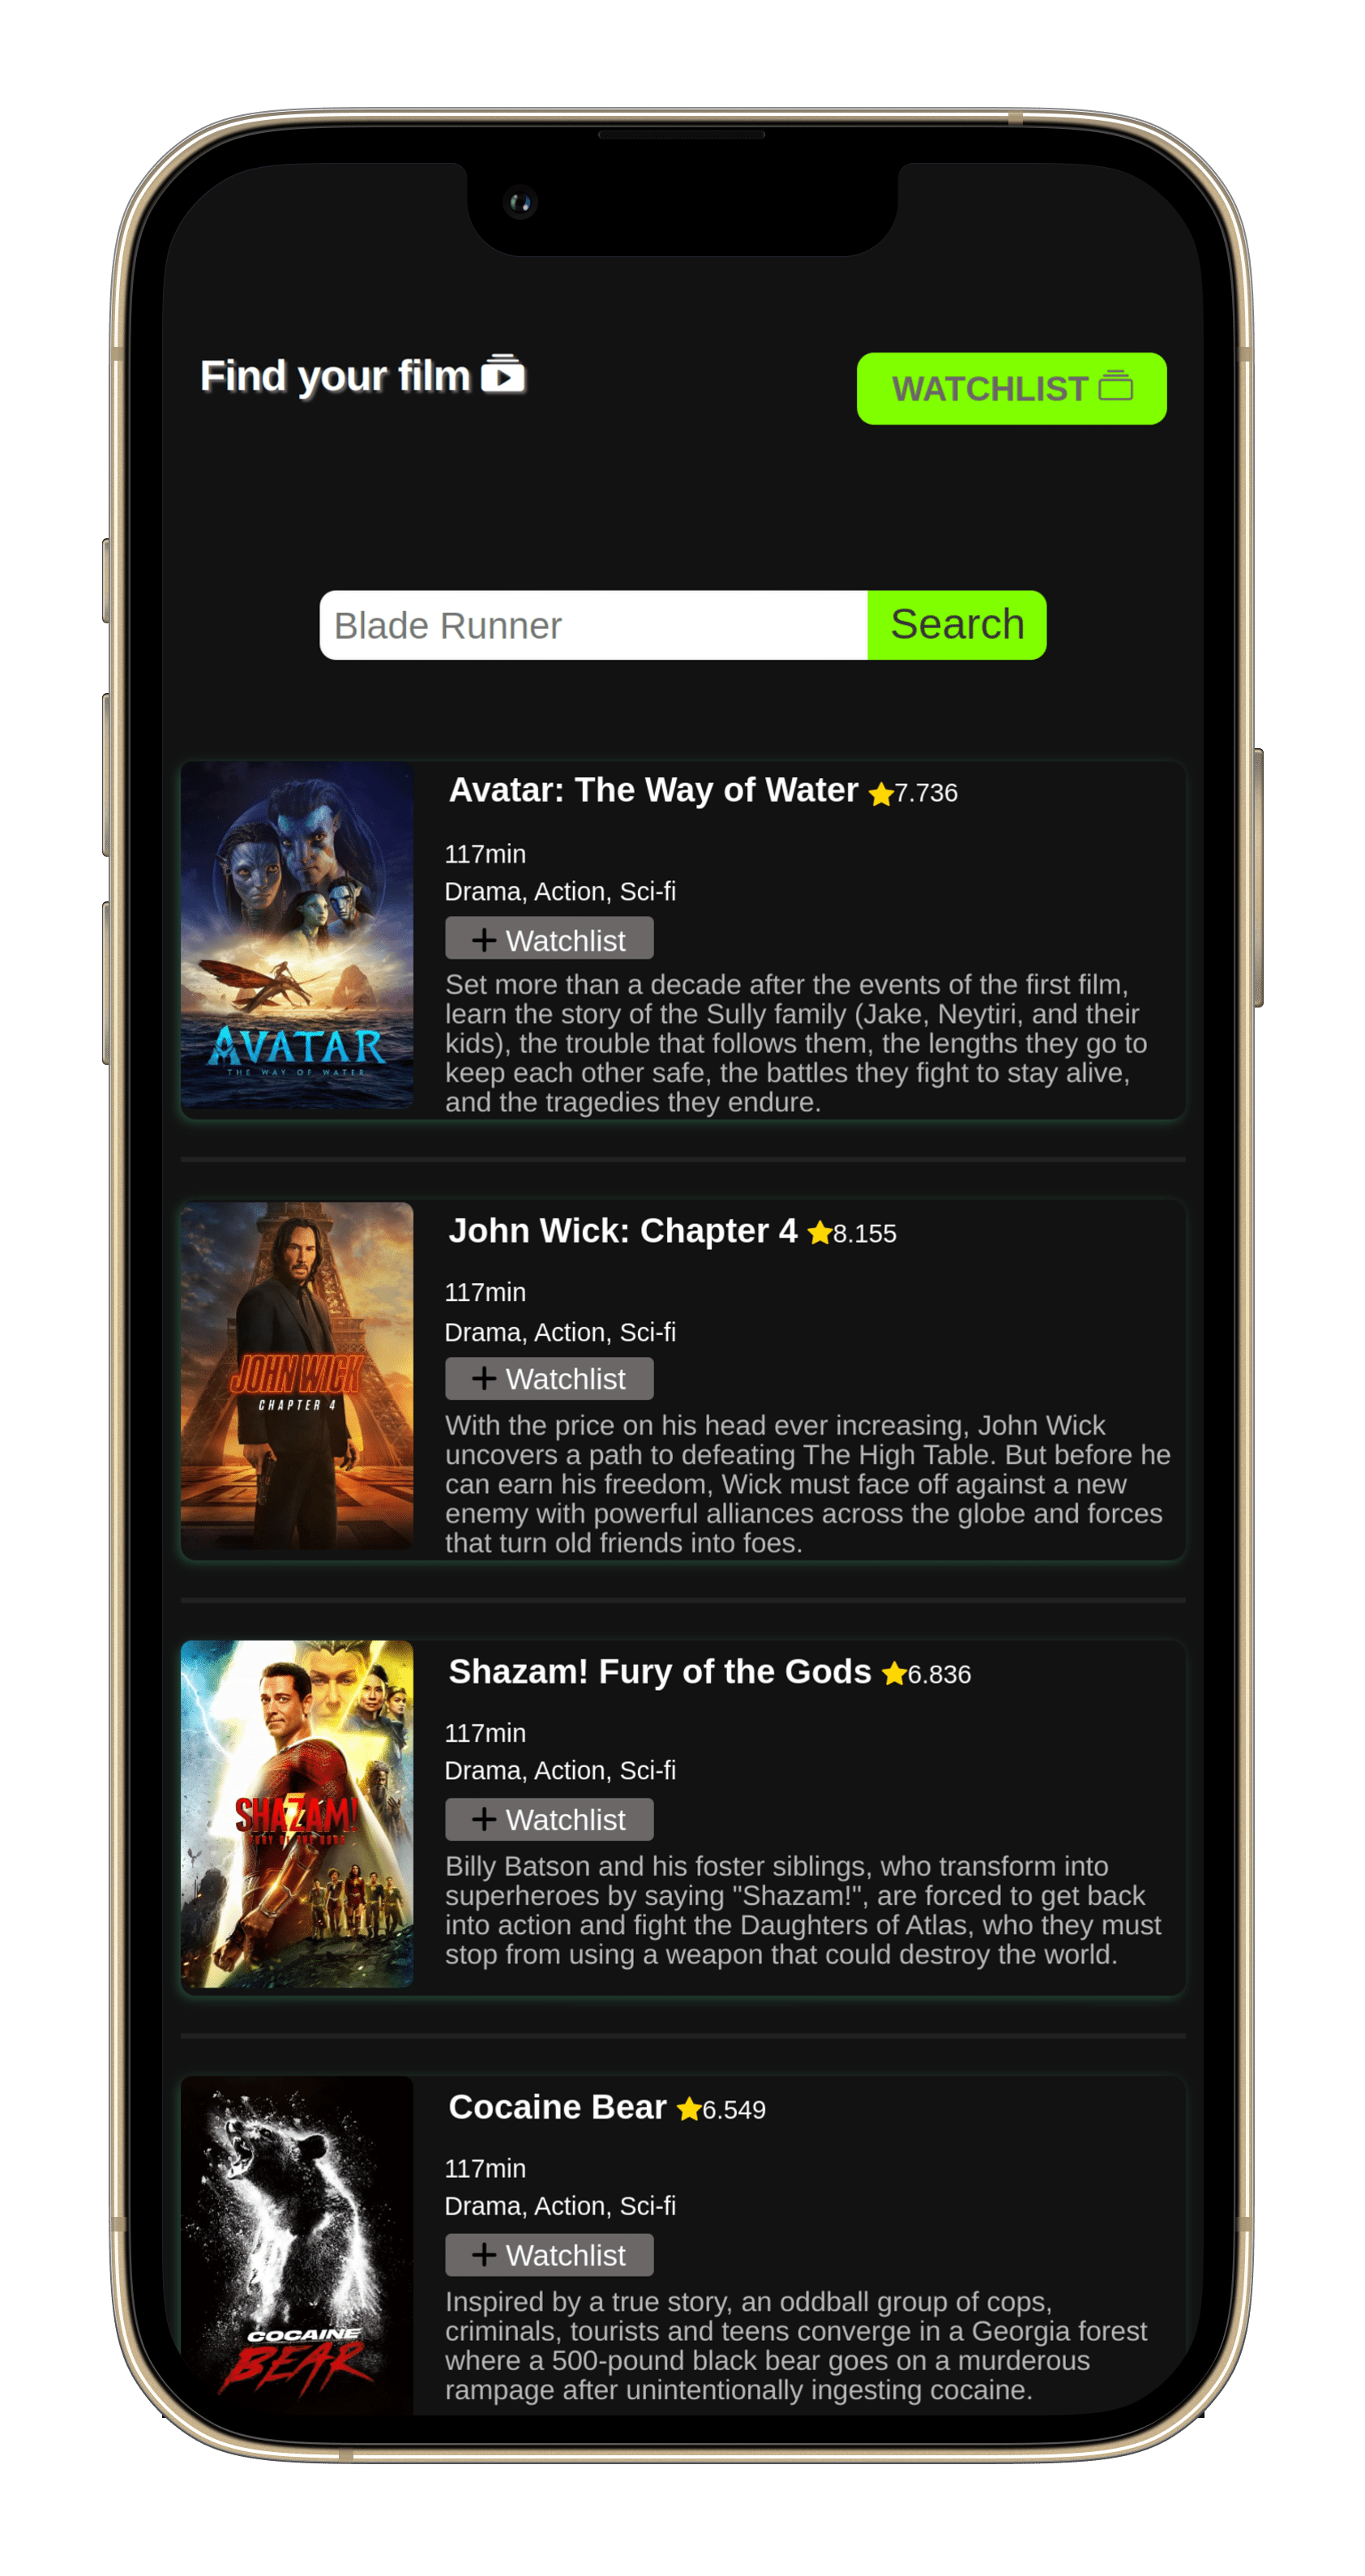 Find your film
WATCHLIST
Blade Runner
Search
AVATAR
THE WAY OF WATER
Avatar: The Way of Water 7.736
117min
Drama, Action, Sci-fi
+ Watchlist
Set more than a decade after the events of the first film,
learn the story of the Sully family (Jake, Neytiri, and their
kids), the trouble that follows them, the lengths they go to
keep each other safe, the battles they fight to stay alive,
and the tragedies they endure.
JOHN WICK
CHAPTER 4
John Wick: Chapter 4 8.155
117min
Drama, Action, Sci-fi
+ Watchlist
With the price on his head ever increasing, John Wick
uncovers a path to defeating The High Table. But before he
can earn his freedom, Wick must face off against a new
enemy with powerful alliances across the globe and forces
that turn old friends into foes.
SHAZAM!
FURY OF THE GODS
Shazam! Fury of the Gods 6.836
117min
Drama, Action, Sci-fi
+ Watchlist
Billy Batson and his foster siblings, who transform into
superheroes by saying "Shazam!", are forced to get back
into action and fight the Daughters of Atlas, who they must
stop from using a weapon that could destroy the world.
COCAINE
BEAR
Cocaine Bear 6.549
117min
Drama, Action, Sci-fi
+ Watchlist
Inspired by a true story, an oddball group of cops,
criminals, tourists and teens converge in a Georgia forest
where a 500-pound black bear goes on a murderous
rampage after unintentionally ingesting cocaine.